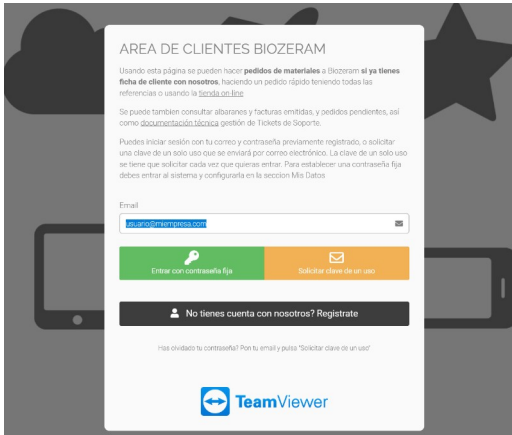 AREA DE CLIENTES BIOZERAM
Usando esta página se pueden hacer pedidos de materiales a Biozeram si ya tienes
ficha de cliente con nosotros, haciendo un pedido rápido teniendo todas las
referencias o usando la tienda on-line.
Se puede tambien consultar albaranes y facturas emitidas, y pedidos pendientes, asi
como documentación técnica gestión de Tickets de Soporte.
Puedes iniciar sesión con tu correo y contraseña previamente registrado, o solicitar
una clave de un solo uso que se enviará por correo electrónico. La clave de un solo uso
se tiene que solicitar cada vez que quieras entrar. Para establecer una contraseña fija
debes entrar al sistema y configurarla en la seccion Mis Datos
Email
usuario@miempresa.com
Entrar con contraseña fija
Solicitar clave de un uso
No tienes cuenta con nosotros? Registrate
Has olvidado tu contraseña? Pon tu email y pulsa "Solicitar clave de un uso"
TeamViewer